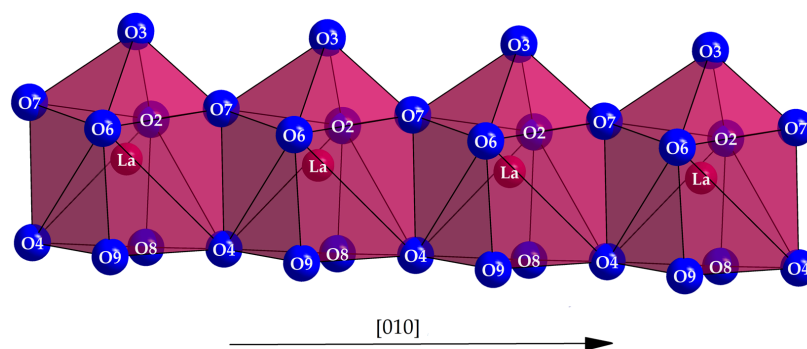 O3 O3 O3 O3
O7 O7 O7 O7 O7
O6 O2 O6 O2 O6 O2 O6 O2
La La La La
O4 O4 O4 O4 O4
O9 O8 O9 O8 O9 O8 O9 O8
[010]